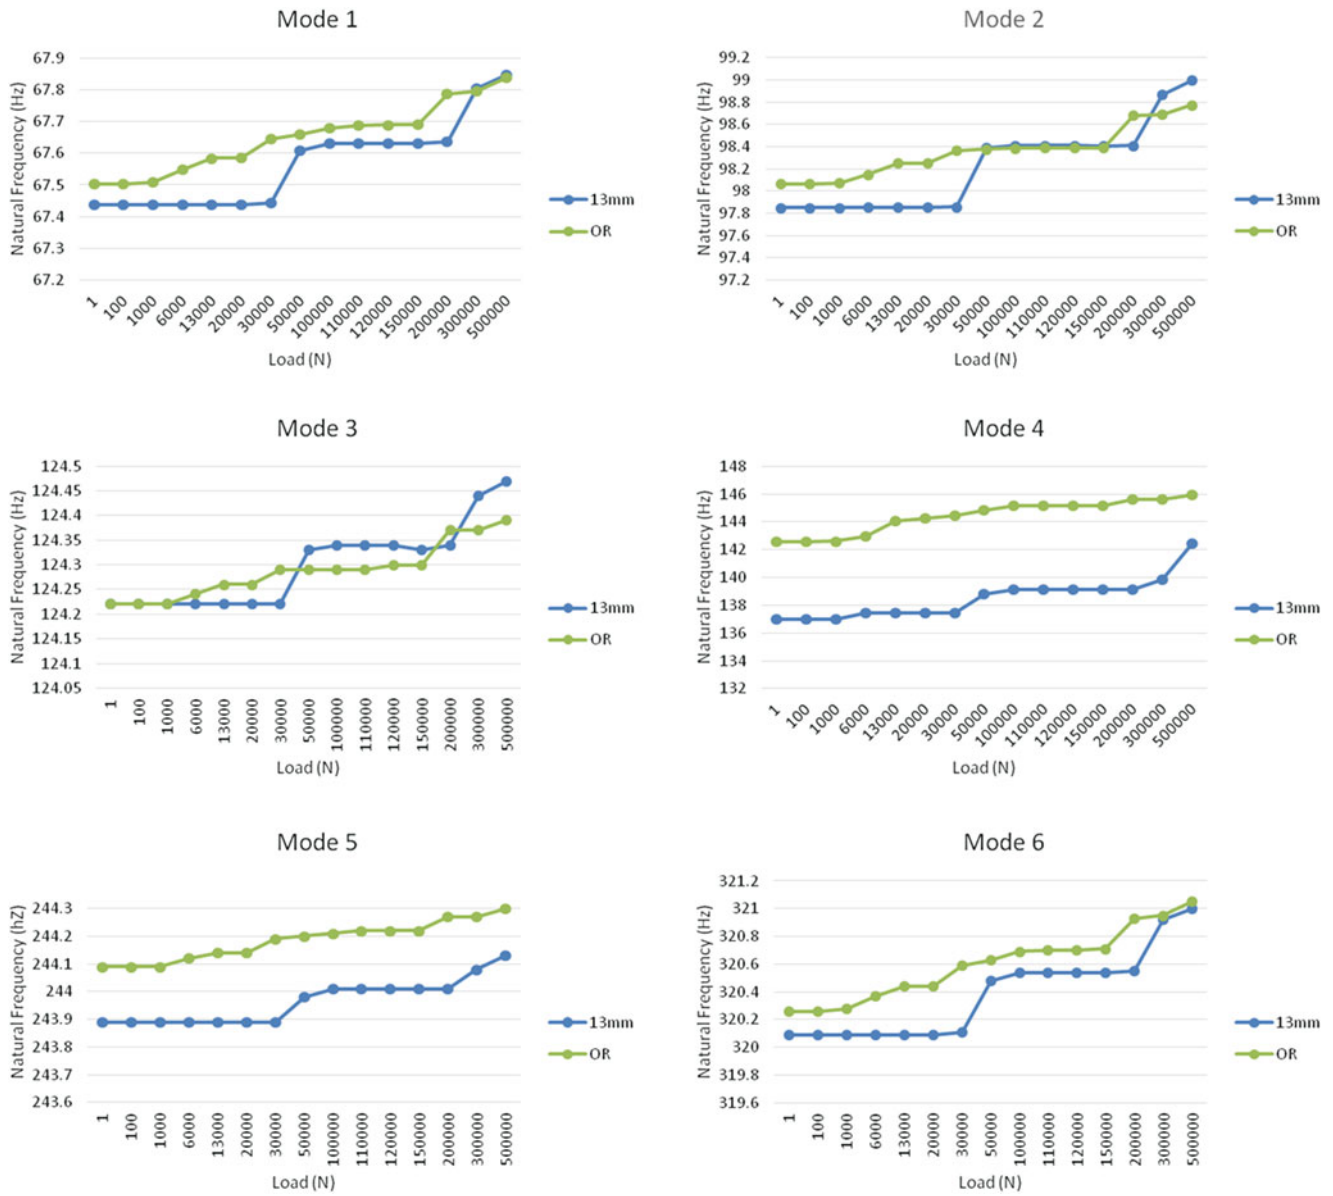 Mode 1
Natural Frequency (Hz)
67.9
67.8
67.7
67.6
67.5
67.4
67.3
67.2
1 100 1000 6000 13000 20000 30000 50000 100000 110000 120000 150000 200000 300000 500000
Load (N)
13mm
OR
Mode 2
Natural Frequency (Hz)
99.2
99
98.8
98.6
98.4
98.2
98
97.8
97.6
97.4
97.2
1 100 1000 6000 13000 20000 30000 50000 100000 110000 120000 150000 200000 300000 500000
Load (N)
13mm
OR
Mode 3
Natural Frequency (Hz)
124.5
124.45
124.4
124.35
124.3
124.25
124.2
124.15
124.1
124.05
1 100 1000 6000 13000 20000 30000 50000 100000 110000 120000 150000 200000 300000 500000
Load (N)
13mm
OR
Mode 4
Natural Frequency (Hz)
148
146
144
142
140
138
136
134
132
1 100 1000 6000 13000 20000 30000 50000 100000 110000 120000 150000 200000 300000 500000
Load (N)
13mm
OR
Mode 5
Natural Frequency (hZ)
244.3
244.2
244.1
244
243.9
243.8
243.7
243.6
1 100 1000 6000 13000 20000 30000 50000 100000 110000 120000 150000 200000 300000 500000
Load (N)
13mm
OR
Mode 6
Natural Frequency (Hz)
321.2
321
320.8
320.6
320.4
320.2
320
319.8
319.6
1 100 1000 6000 13000 20000 30000 50000 100000 110000 120000 150000 200000 300000 500000
Load (N)
13mm
OR